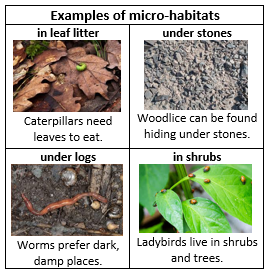 Examples of micro-habitats
in leaf litter
Caterpillars need
leaves to eat.
under stones
Woodlice can be found
hiding under stones.
under logs
Worms prefer dark,
damp places.
in shrubs
Ladybirds live in shrubs
and trees.